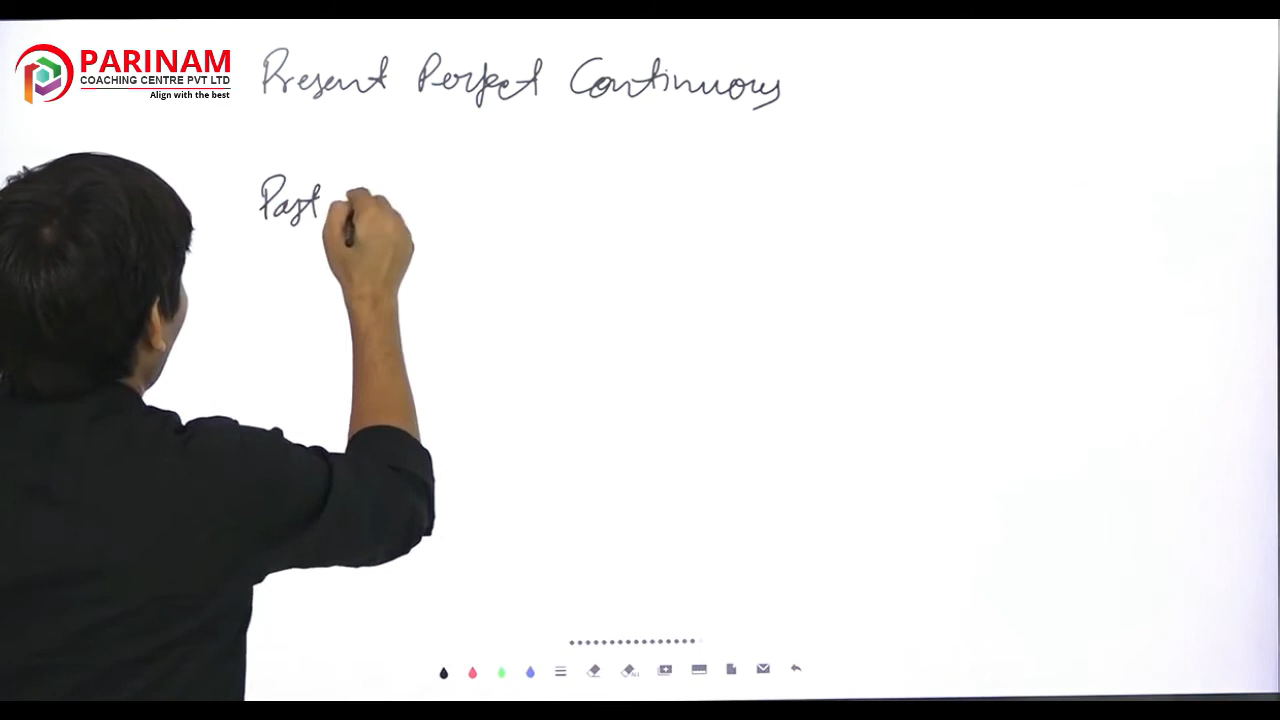 PARINAM
COACHING CENTRE PVT LTD
Align with the best
Present Perfect Continuous
Past